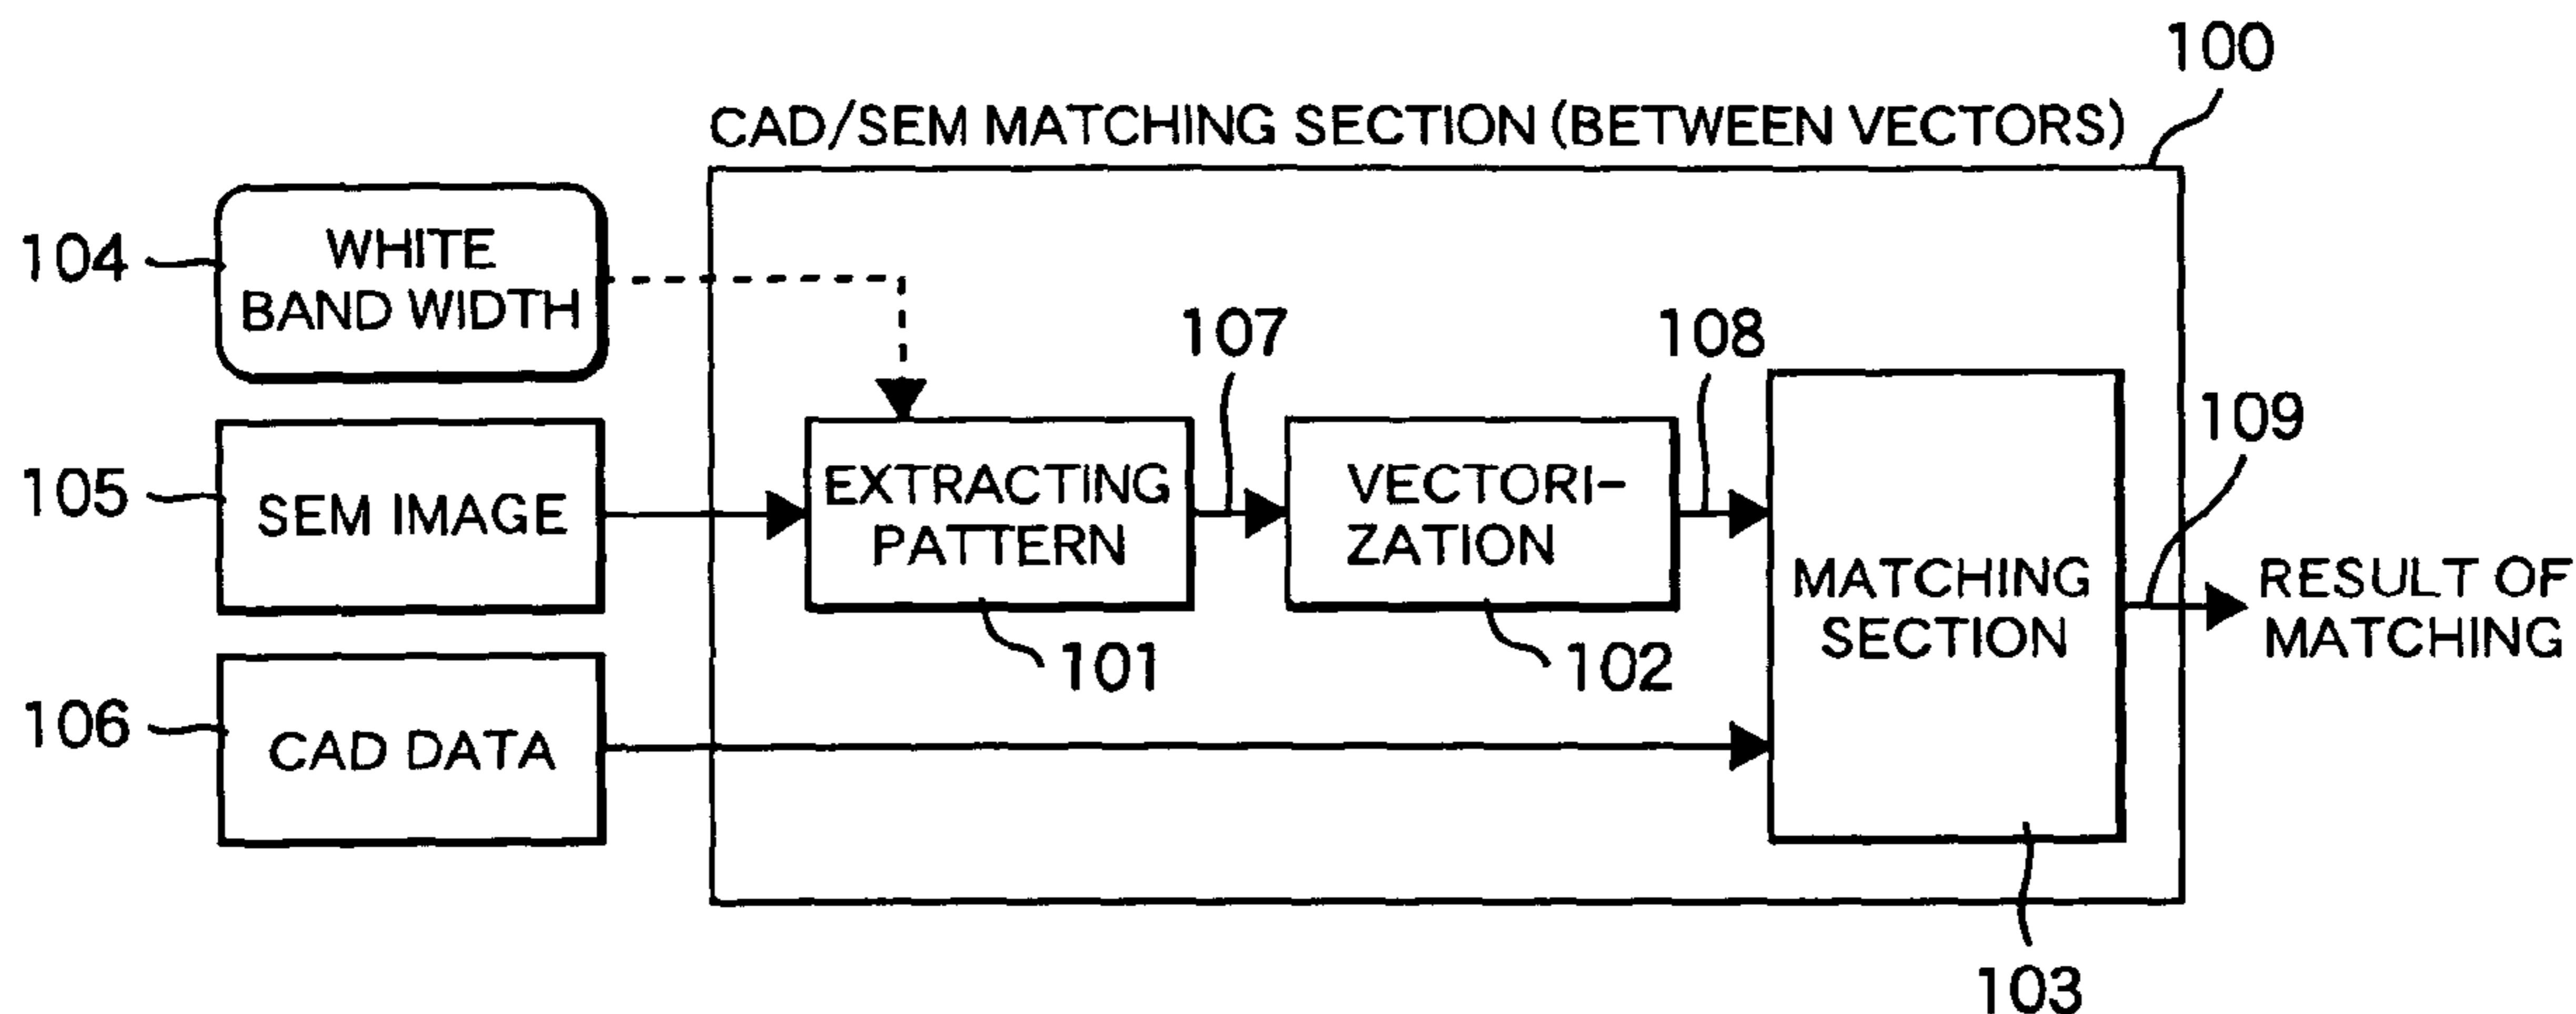 100
CAD/SEM MATCHING SECTION (BETWEEN VECTORS)
104
WHITE
BAND WIDTH
107
108
109
105
SEM IMAGE
EXTRACTING
PATTERN
VECTORI-
ZATION
MATCHING
SECTION
RESULT OF
MATCHING
101
102
106
CAD DATA
103